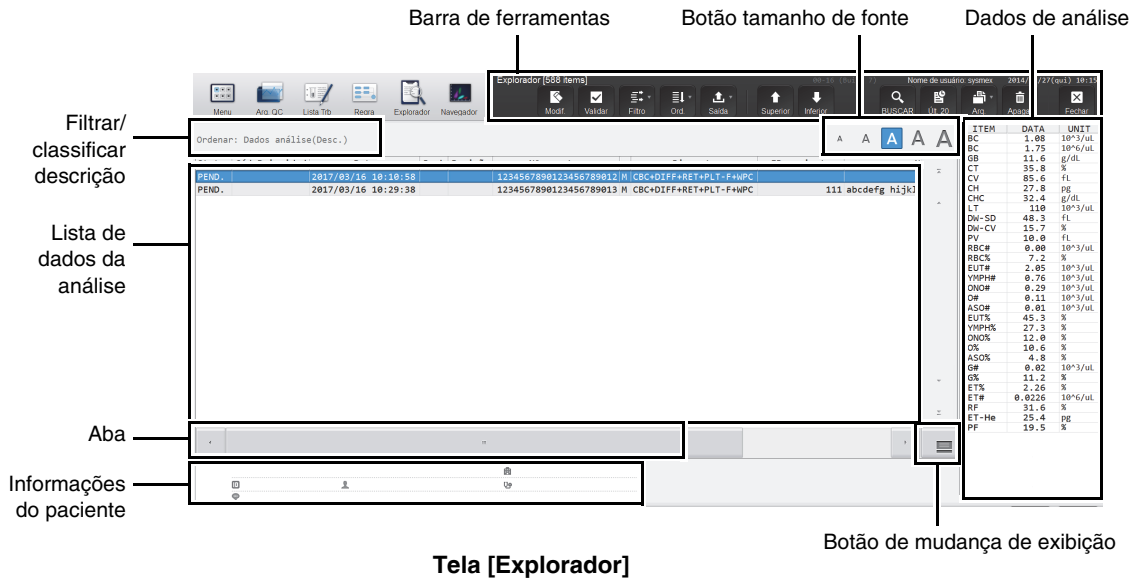 Barra de ferramentas
Botão tamanho de fonte
Dados de análise
Explorador [588 items]
Nome de usuário: sysmex
Menu
Arq. QC
Lista Trb
Regra
Explorador
Navegador
Modif.
Validar
Filtro
Ord.
Saída
Superior
Inferior
BUSCAR
Últ. 20
Arq.
Apagar
Fechar
Filtrar/
classificar
descrição
Ordenar: Dados análise(Desc.)
A A A A A
PEND. 2017/03/16 10:10:58 1234567890123456789012 M CBC+DIFF+RET+PLT-F+WPC
PEND. 2017/03/16 10:29:38 1234567890123456789013 M CBC+DIFF+RET+PLT-F+WPC 111 abcdefg hijkl
Lista de
dados da
análise
ITEM DATA UNIT
BC 1.08 10^3/uL
BC 1.75 10^6/uL
GB 11.6 g/dL
CT 35.8 %
CV 85.6 fL
CH 27.8 pg
CHC 32.4 g/dL
LT 110 10^3/uL
DW-SD 48.3 fL
DW-CV 15.7 %
PV 10.0 fL
RBC# 0.00 10^3/uL
RBC% 7.2 %
EUT# 2.05 10^3/uL
YMPH# 0.76 10^3/uL
ONO# 0.29 10^3/uL
O# 0.11 10^3/uL
ASO# 0.01 10^3/uL
EUT% 45.3 %
YMPH% 27.3 %
ONO% 12.0 %
O% 10.6 %
ASO% 4.8 %
G# 0.02 10^3/uL
G% 11.2 %
ET% 2.26 %
ET# 0.0226 10^6/uL
RF 31.6 %
ET-He 25.4 pg
PF 19.5 %
Aba
Informações
do paciente
Botão de mudança de exibição
Tela [Explorador]